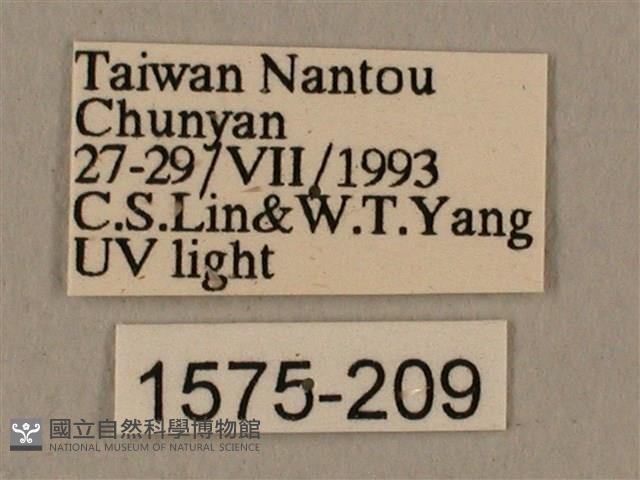 Taiwan Nantou
Chunyan
27-29/VII/1993
C.S.Lin&W.T.Yang
UV light
1575-209
國立自然科學博物館
NATIONAL MUSEUM OF NATURAL SCIENCE